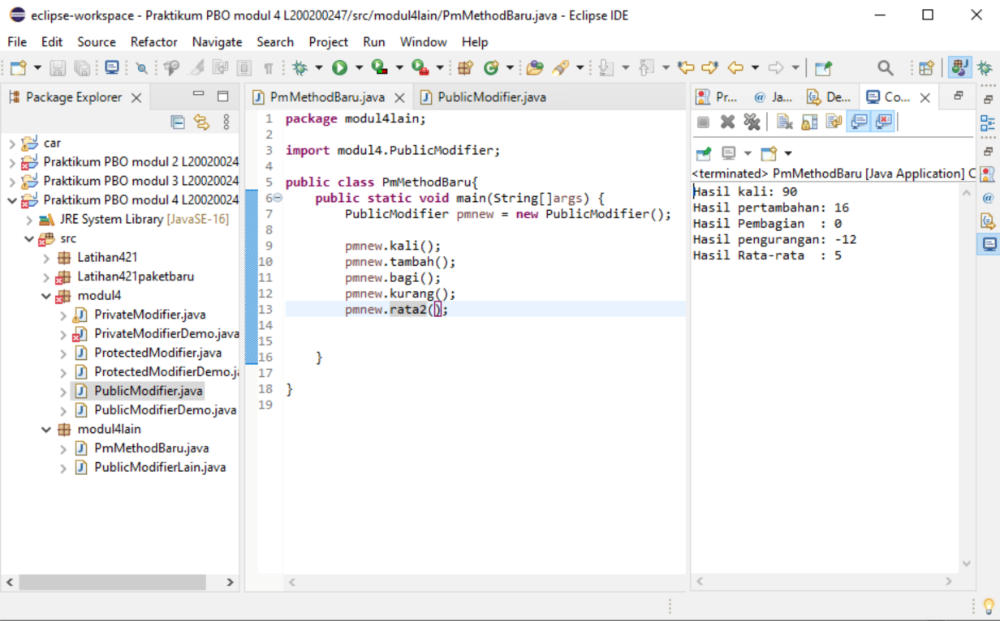 eclipse-workspace - Praktikum PBO modul 4 L200200247/src/modul4lain/PmMethodBaru.java - Eclipse IDE
File Edit Source Refactor Navigate Search Project Run Window Help
Package Explorer
car
Praktikum PBO modul 2 L20020024
Praktikum PBO modul 3 L20020024
Praktikum PBO modul 4 L20020024
JRE System Library [JavaSE-16]
src
Latihan421
Latihan421paketbaru
modul4
PrivateModifier.java
PrivateModifierDemo.java
ProtectedModifier.java
ProtectedModifierDemo.ja
PublicModifier.java
PublicModifierDemo.java
modul4lain
PmMethodBaru.java
PublicModifierLain.java
PmMethodBaru.java PublicModifier.java
1 package modul4lain;
2
3 import modul4.PublicModifier;
4
5 public class PmMethodBaru{
6 public static void main(String[]args) {
7 PublicModifier pmnew = new PublicModifier();
8
9 pmnew.kali();
10 pmnew.tambah();
11 pmnew.bagi();
12 pmnew.kurang();
13 pmnew.rata2();
14
15
16 }
17
18 }
19
Pr... @ Ja... De... Co...
<terminated> PmMethodBaru [Java Application] C
Hasil kali: 90
Hasil pertambahan: 16
Hasil Pembagian : 0
Hasil pengurangan: -12
Hasil Rata-rata : 5